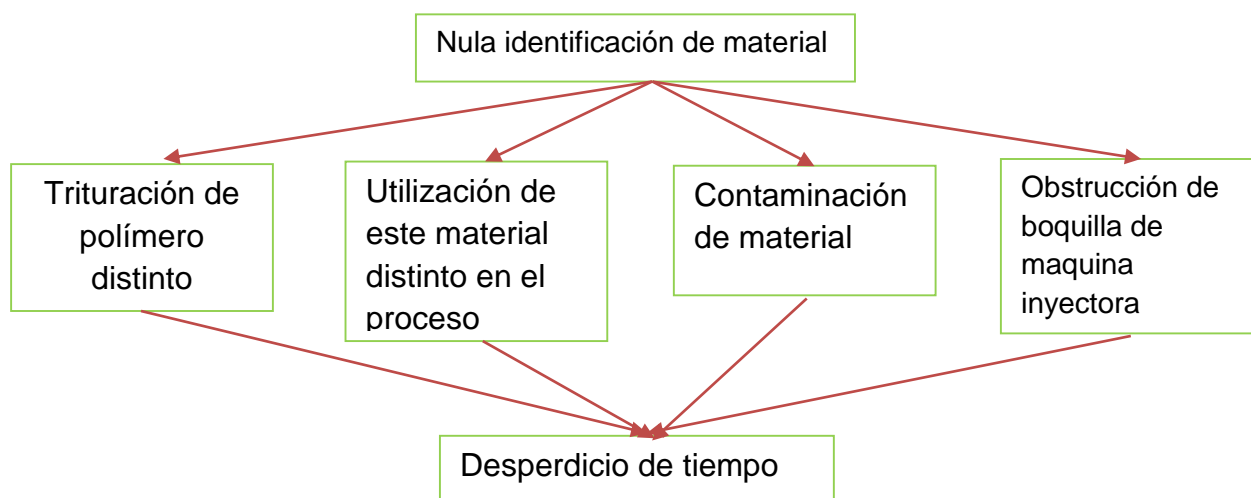 Nula identificación de material
Trituración de
polímero
distinto
Utilización de
este material
distinto en el
proceso
Contaminación
de material
Obstrucción de
boquilla de
maquina
inyectora
Desperdicio de tiempo